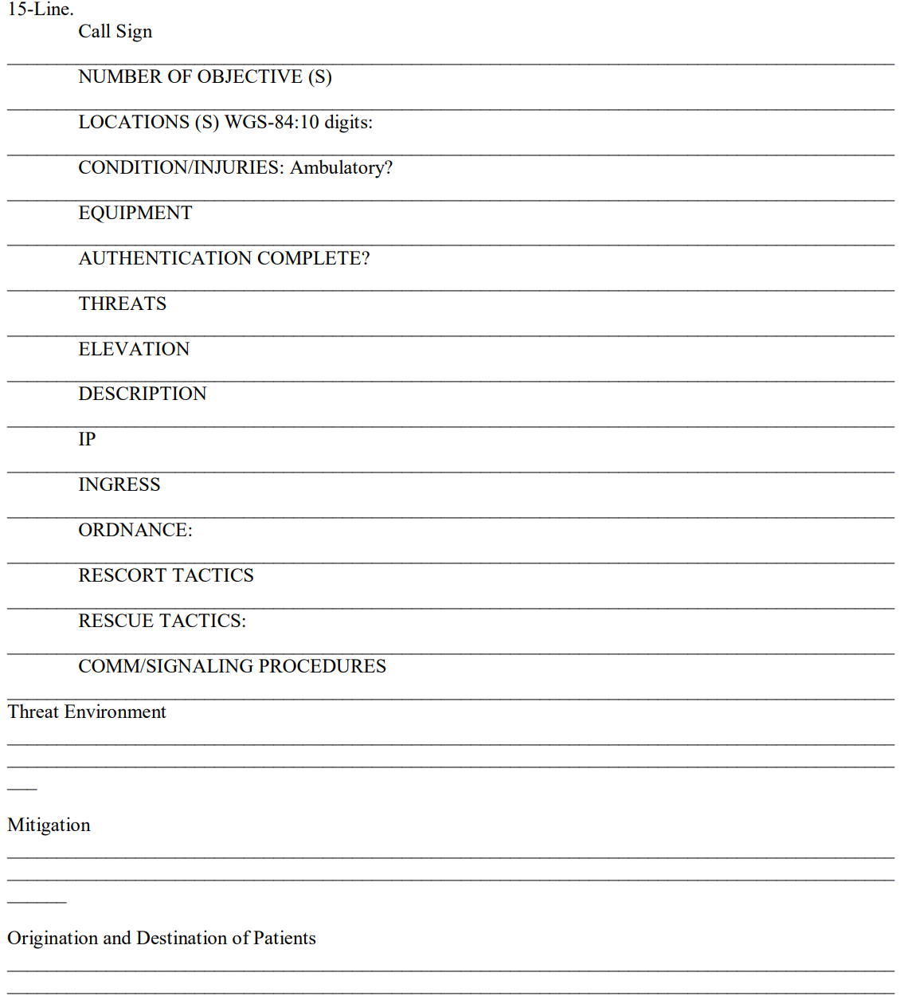 15-Line.
Call Sign
NUMBER OF OBJECTIVE (S)
LOCATIONS (S) WGS-84:10 digits:
CONDITION/INJURIES: Ambulatory?
EQUIPMENT
AUTHENTICATION COMPLETE?
THREATS
ELEVATION
DESCRIPTION
IP
INGRESS
ORDNANCE:
RESCORT TACTICS
RESCUE TACTICS:
COMM/SIGNALING PROCEDURES
Threat Environment
Mitigation
Origination and Destination of Patients